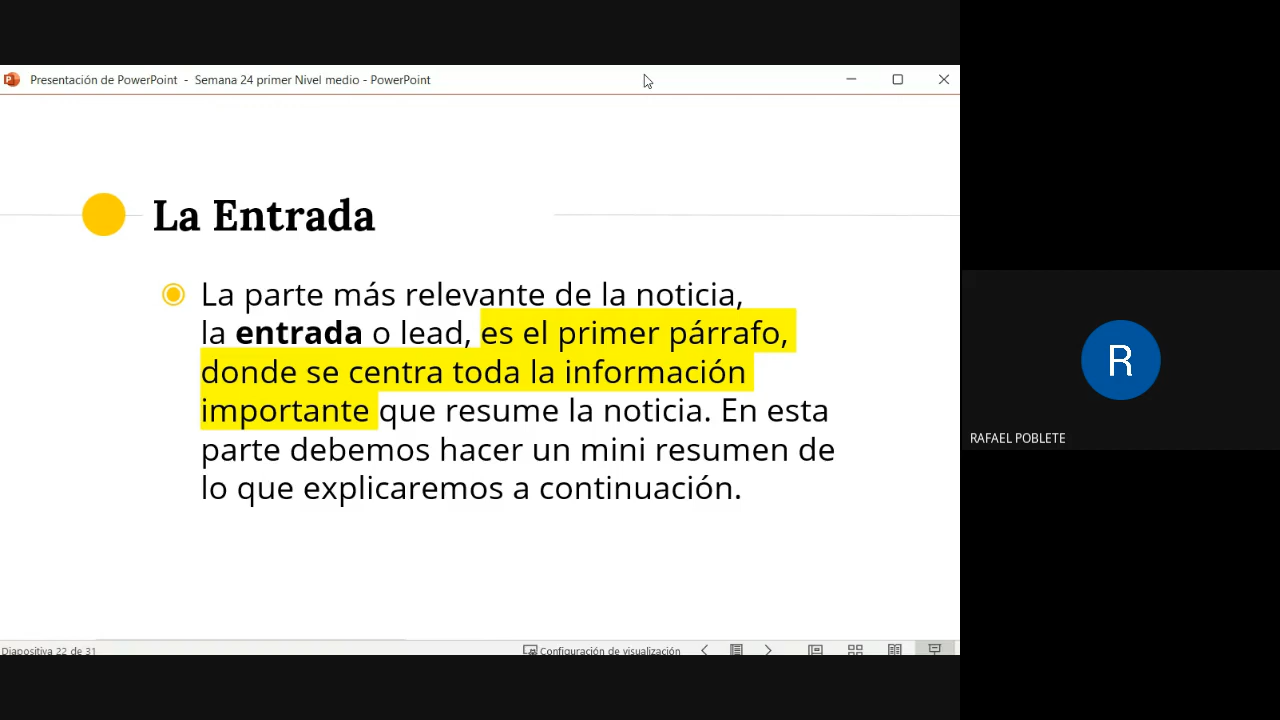 Presentación de PowerPoint - Semana 24 primer Nivel medio - PowerPoint
La Entrada
La parte más relevante de la noticia,
la entrada o lead, es el primer párrafo,
donde se centra toda la información
importante que resume la noticia. En esta
parte debemos hacer un mini resumen de
lo que explicaremos a continuación.
R
RAFAEL POBLETE
Diapositiva 22 de 31
Configuración de visualización